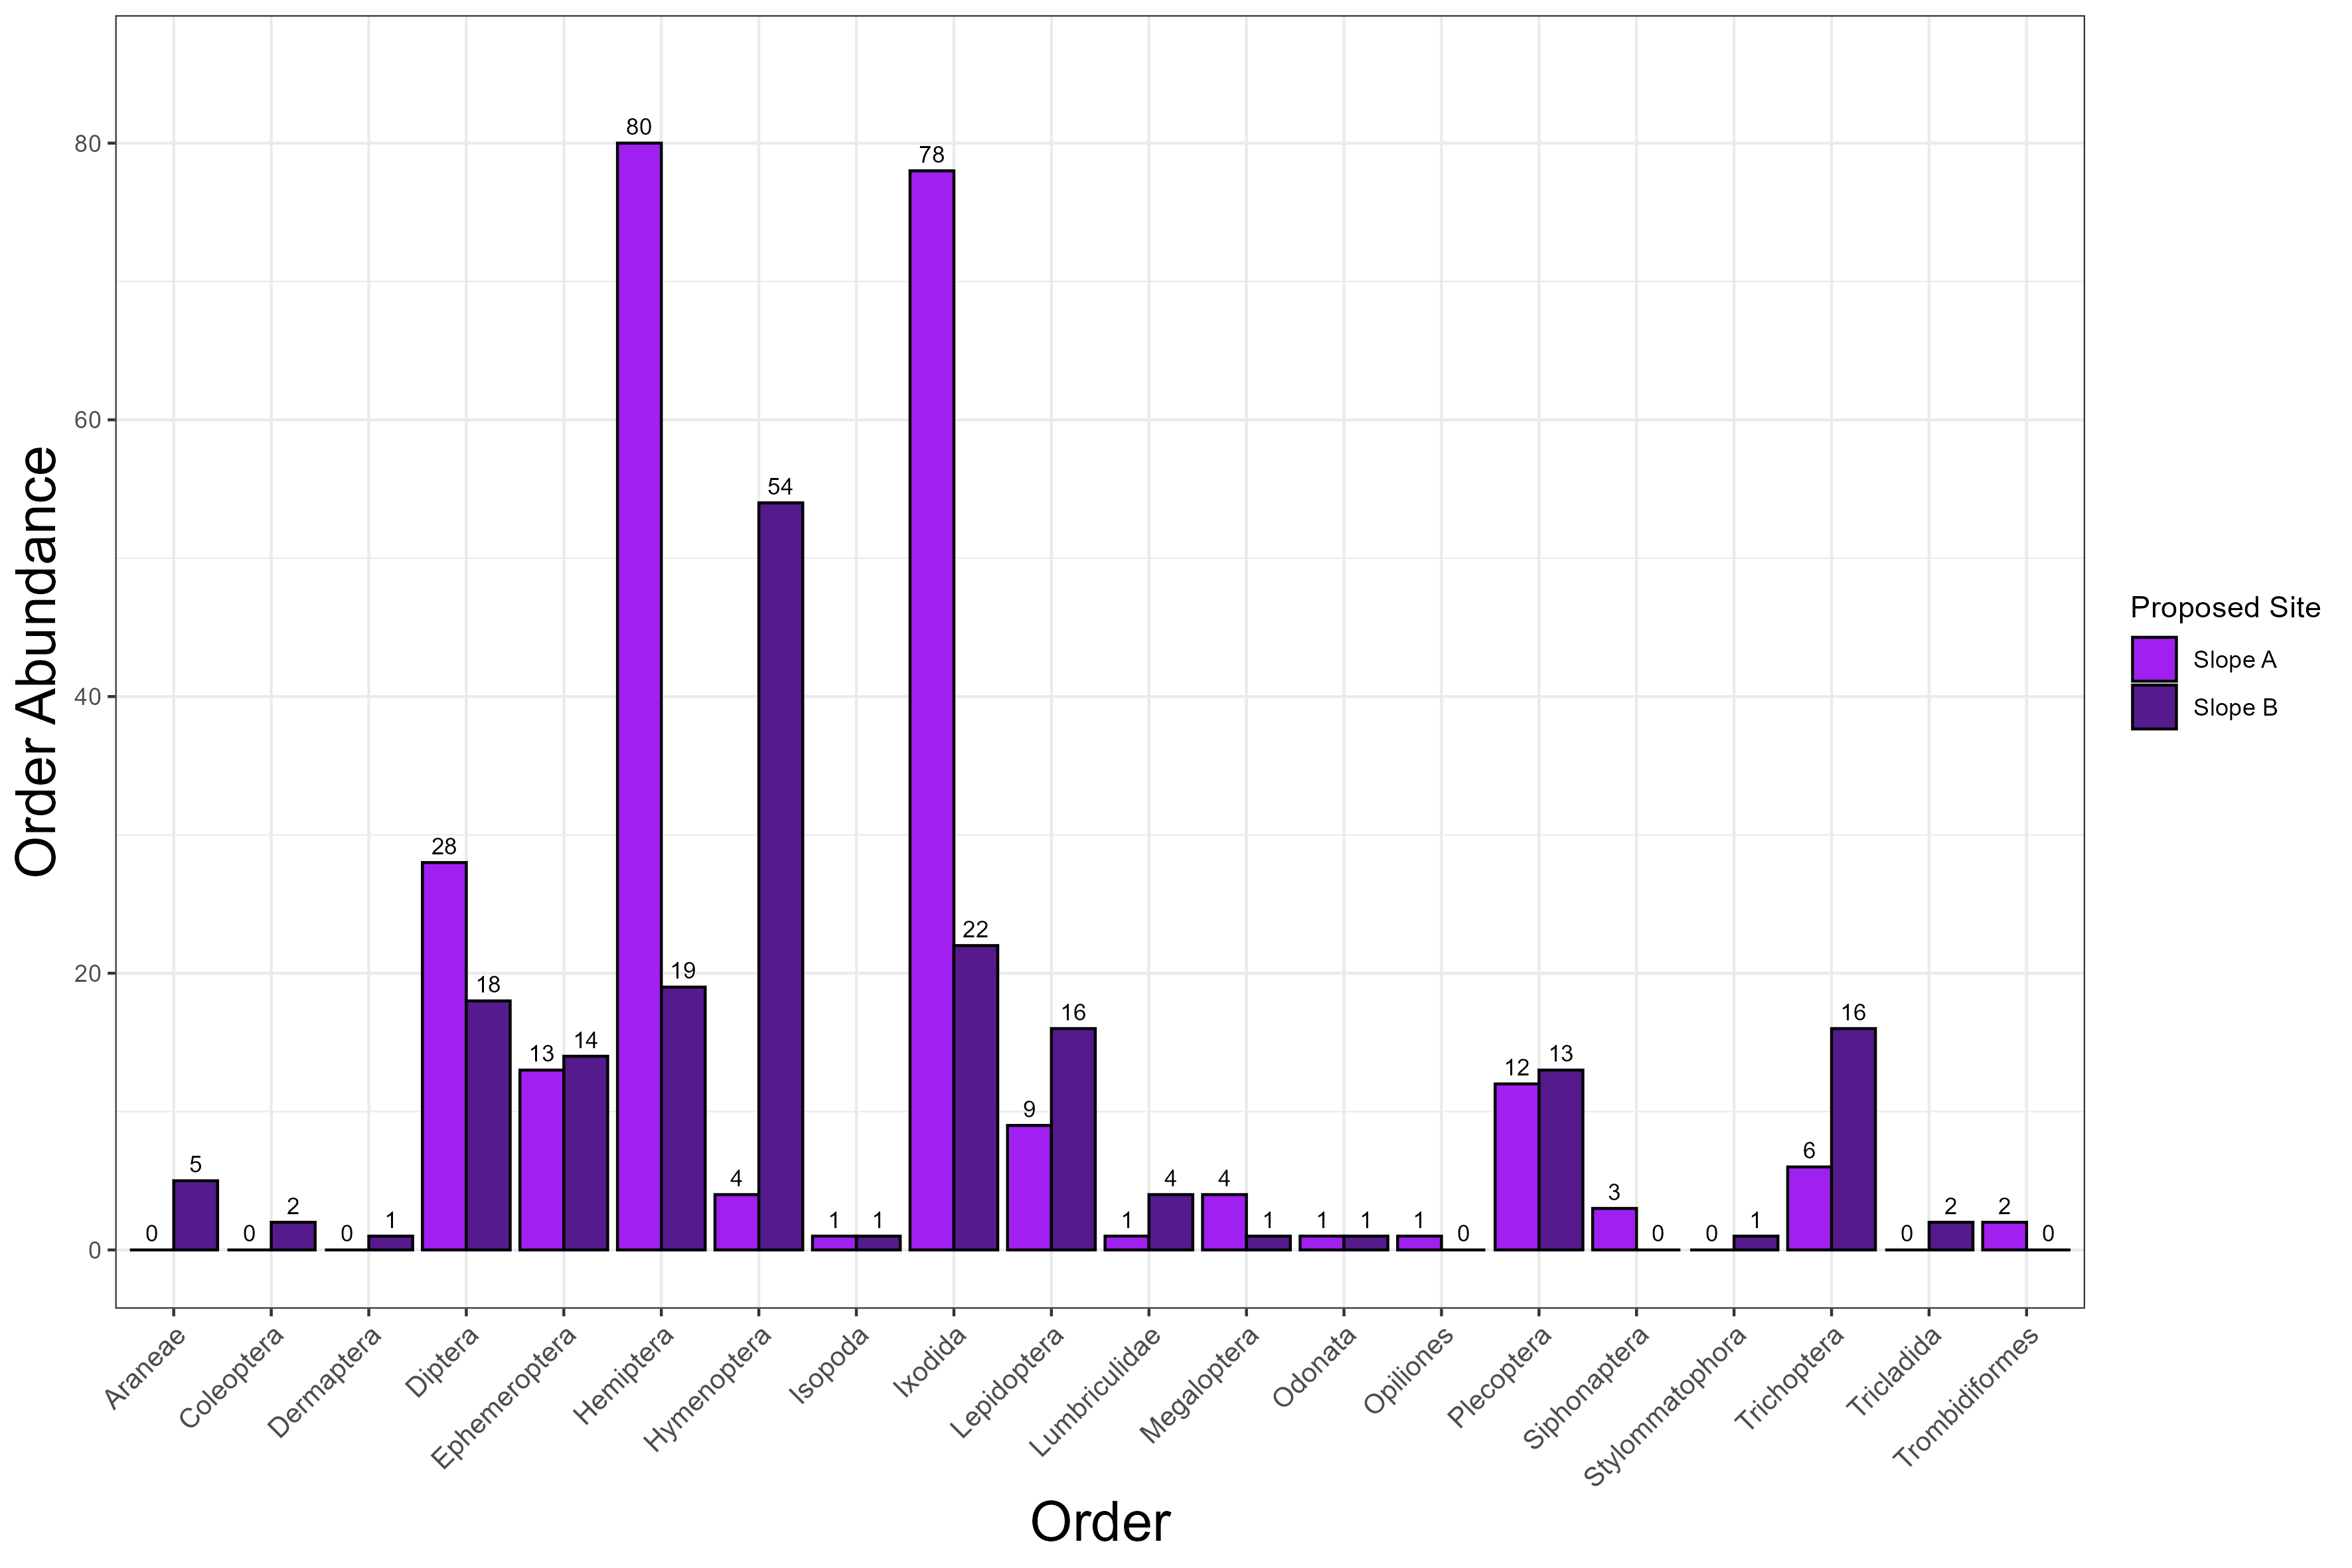 Order Abundance
80
60
40
20
0
0 5
0 2
0 1
28 18
13 14
80 19
4 54
1 1
78 22
9 16
1 4
4 1
1 1
1 0
12 13
3 0
0 1
6 16
0 2
2 0
Araneae
Coleoptera
Dermaptera
Diptera
Ephemeroptera
Hemiptera
Hymenoptera
Isopoda
Ixodida
Lepidoptera
Lumbriculidae
Megaloptera
Odonata
Opiliones
Plecoptera
Siphonaptera
Stylommatophora
Trichoptera
Tricladida
Trombidiformes
Order
Proposed Site
Slope A
Slope B